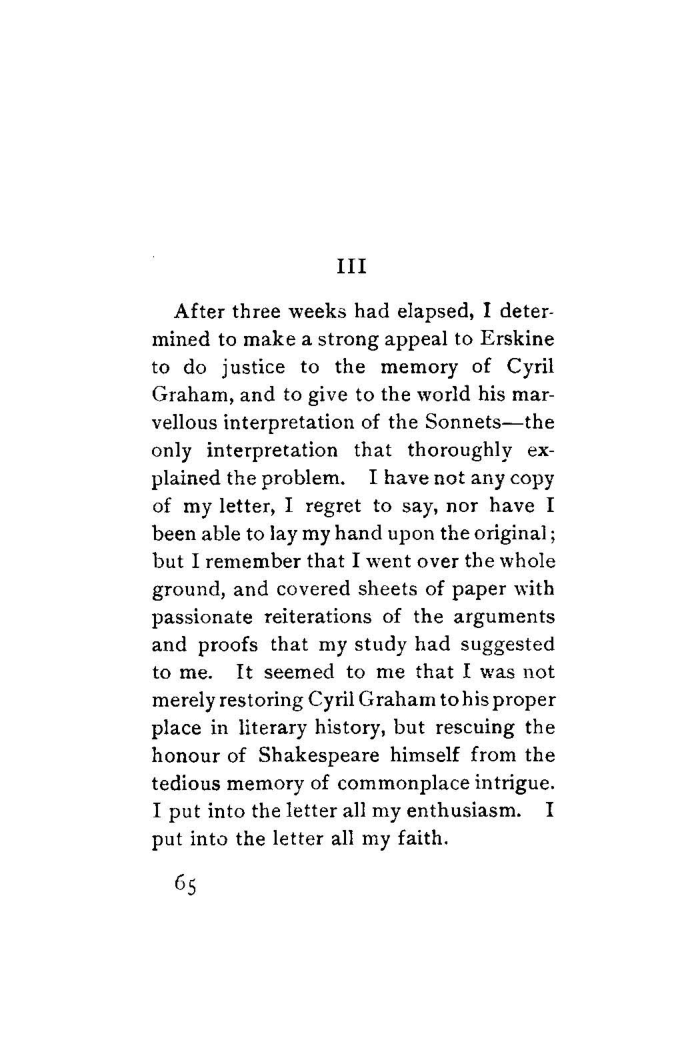 III
After three weeks had elapsed, I deter-
mined to make a strong appeal to Erskine
to do justice to the memory of Cyril
Graham, and to give to the world his mar-
vellous interpretation of the Sonnets—the
only interpretation that thoroughly ex-
plained the problem. I have not any copy
of my letter, I regret to say, nor have I
been able to lay my hand upon the original;
but I remember that I went over the whole
ground, and covered sheets of paper with
passionate reiterations of the arguments
and proofs that my study had suggested
to me. It seemed to me that I was not
merely restoring Cyril Graham to his proper
place in literary history, but rescuing the
honour of Shakespeare himself from the
tedious memory of commonplace intrigue.
I put into the letter all my enthusiasm. I
put into the letter all my faith.
65